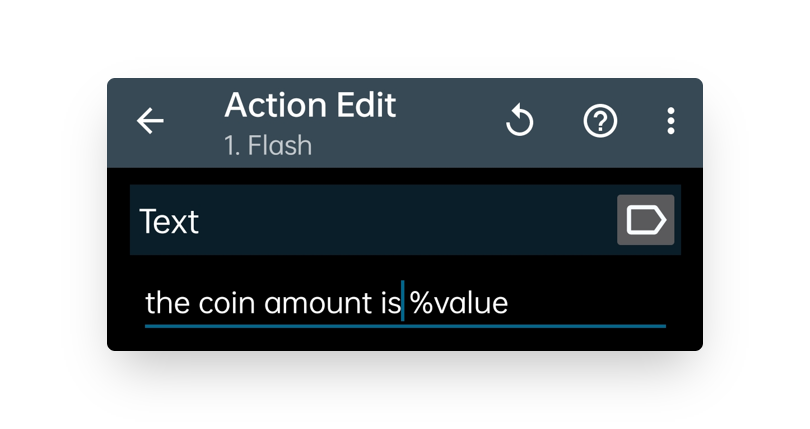 Action Edit
1. Flash
Text
the coin amount is %value